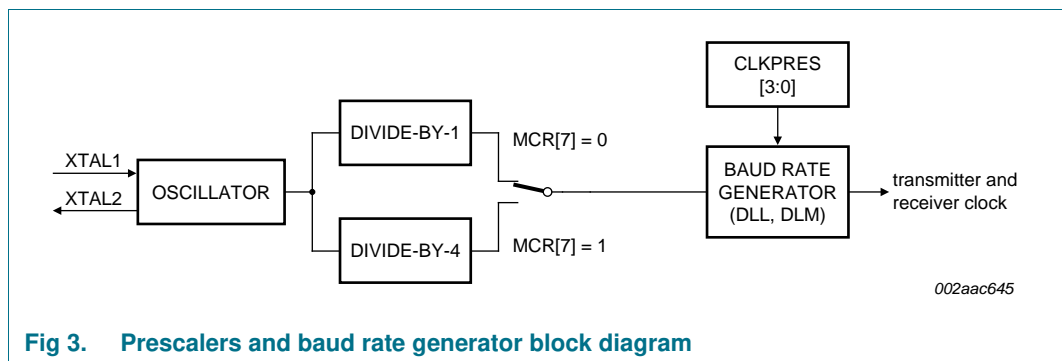 CLKPRES
[3:0]
DIVIDE-BY-1
MCR[7] = 0
XTAL1
XTAL2
OSCILLATOR
BAUD RATE
GENERATOR
(DLL, DLM)
transmitter and
receiver clock
DIVIDE-BY-4
MCR[7] = 1
002aac645
Fig 3. Prescalers and baud rate generator block diagram